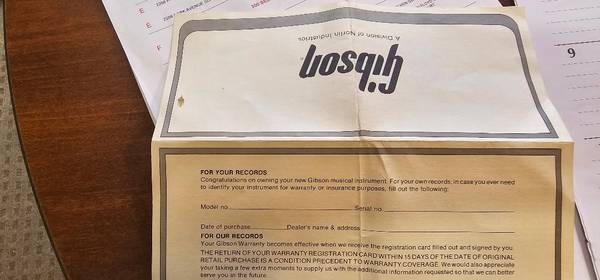 A Division of Norlin Industries
Gibson
9
FOR YOUR RECORDS
Congratulations on owning your new Gibson musical instrument. For your own records, in case you ever need
to identify your instrument for warranty or insurance purposes, fill out the following:
Model no. Serial no.
Date of purchase Dealer's name & address
FOR OUR RECORDS
Your Gibson Warranty becomes effective when we receive the registration card filled out and signed by you.
THE RETURN OF YOUR WARRANTY REGISTRATION CARD WITHIN 15 DAYS OF THE DATE OF ORIGINAL
RETAIL PURCHASE IS A CONDITION PRECEDENT TO WARRANTY COVERAGE. We would also appreciate
your taking a few extra moments to supply us with the additional information requested so that we can better
serve you in the future.